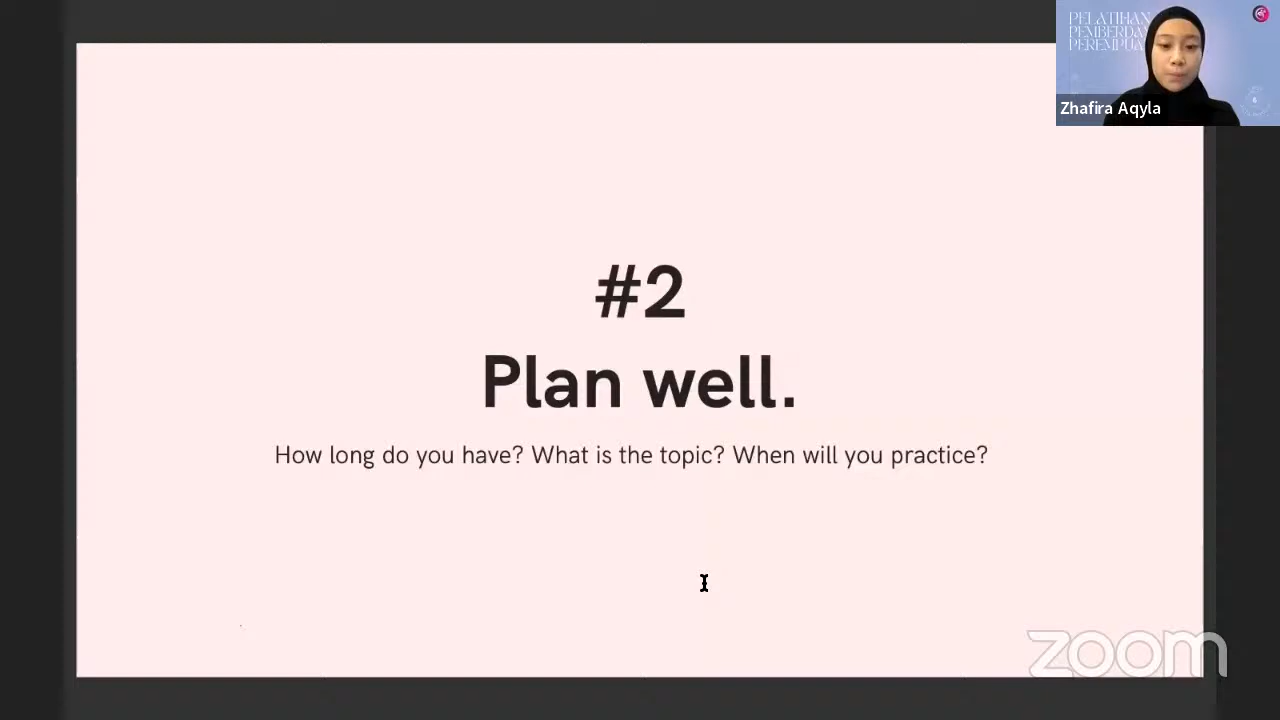 #2
Plan well.
How long do you have? What is the topic? When will you practice?
PELATIHAN
Zhafira Aqyla
zoom